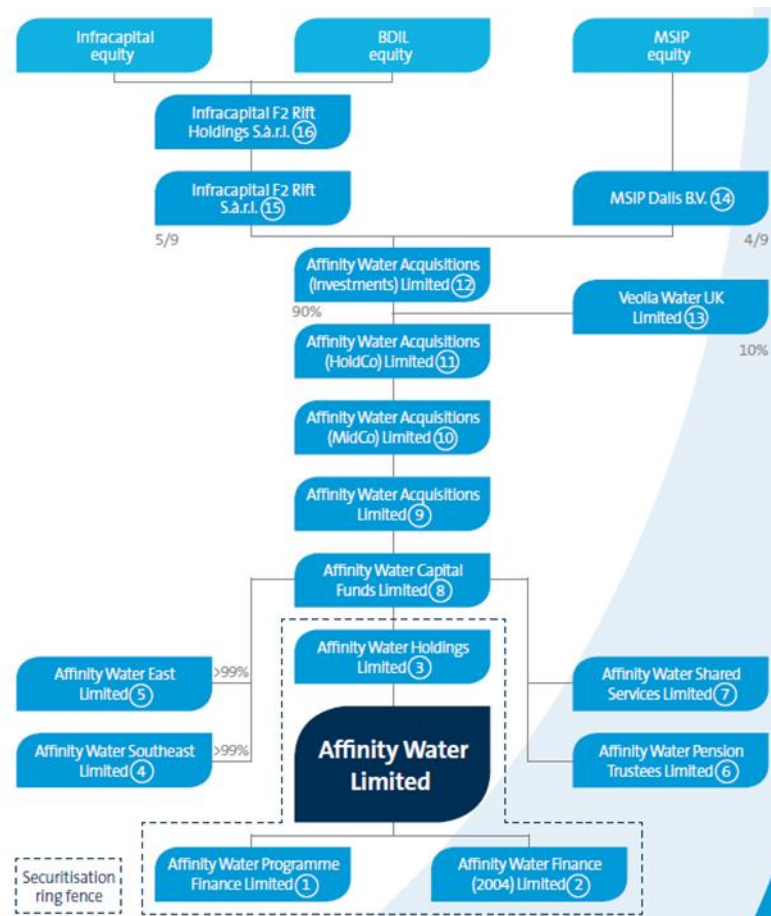 Infracapital
equity
BDIL
equity
MSIP
equity
Infracapital F2 Rift
Holdings S.à.r.l. 16
Infracapital F2 Rift
S.à.r.l. 15
MSIP Dalis B.V. 14
5/9
4/9
Affinity Water Acquisitions
(Investments) Limited 12
90%
Veolia Water UK
Limited 13
10%
Affinity Water Acquisitions
(HoldCo) Limited 11
Affinity Water Acquisitions
(MidCo) Limited 10
Affinity Water Acquisitions
Limited 9
Affinity Water Capital
Funds Limited 8
Affinity Water Holdings
Limited 3
Affinity Water East
Limited 5
>99%
Affinity Water Shared
Services Limited 7
Affinity Water Southeast
Limited 4
>99%
Affinity Water
Limited
Affinity Water Pension
Trustees Limited 6
Affinity Water Programme
Finance Limited 1
Affinity Water Finance
(2004) Limited 2
Securitisation
ring fence